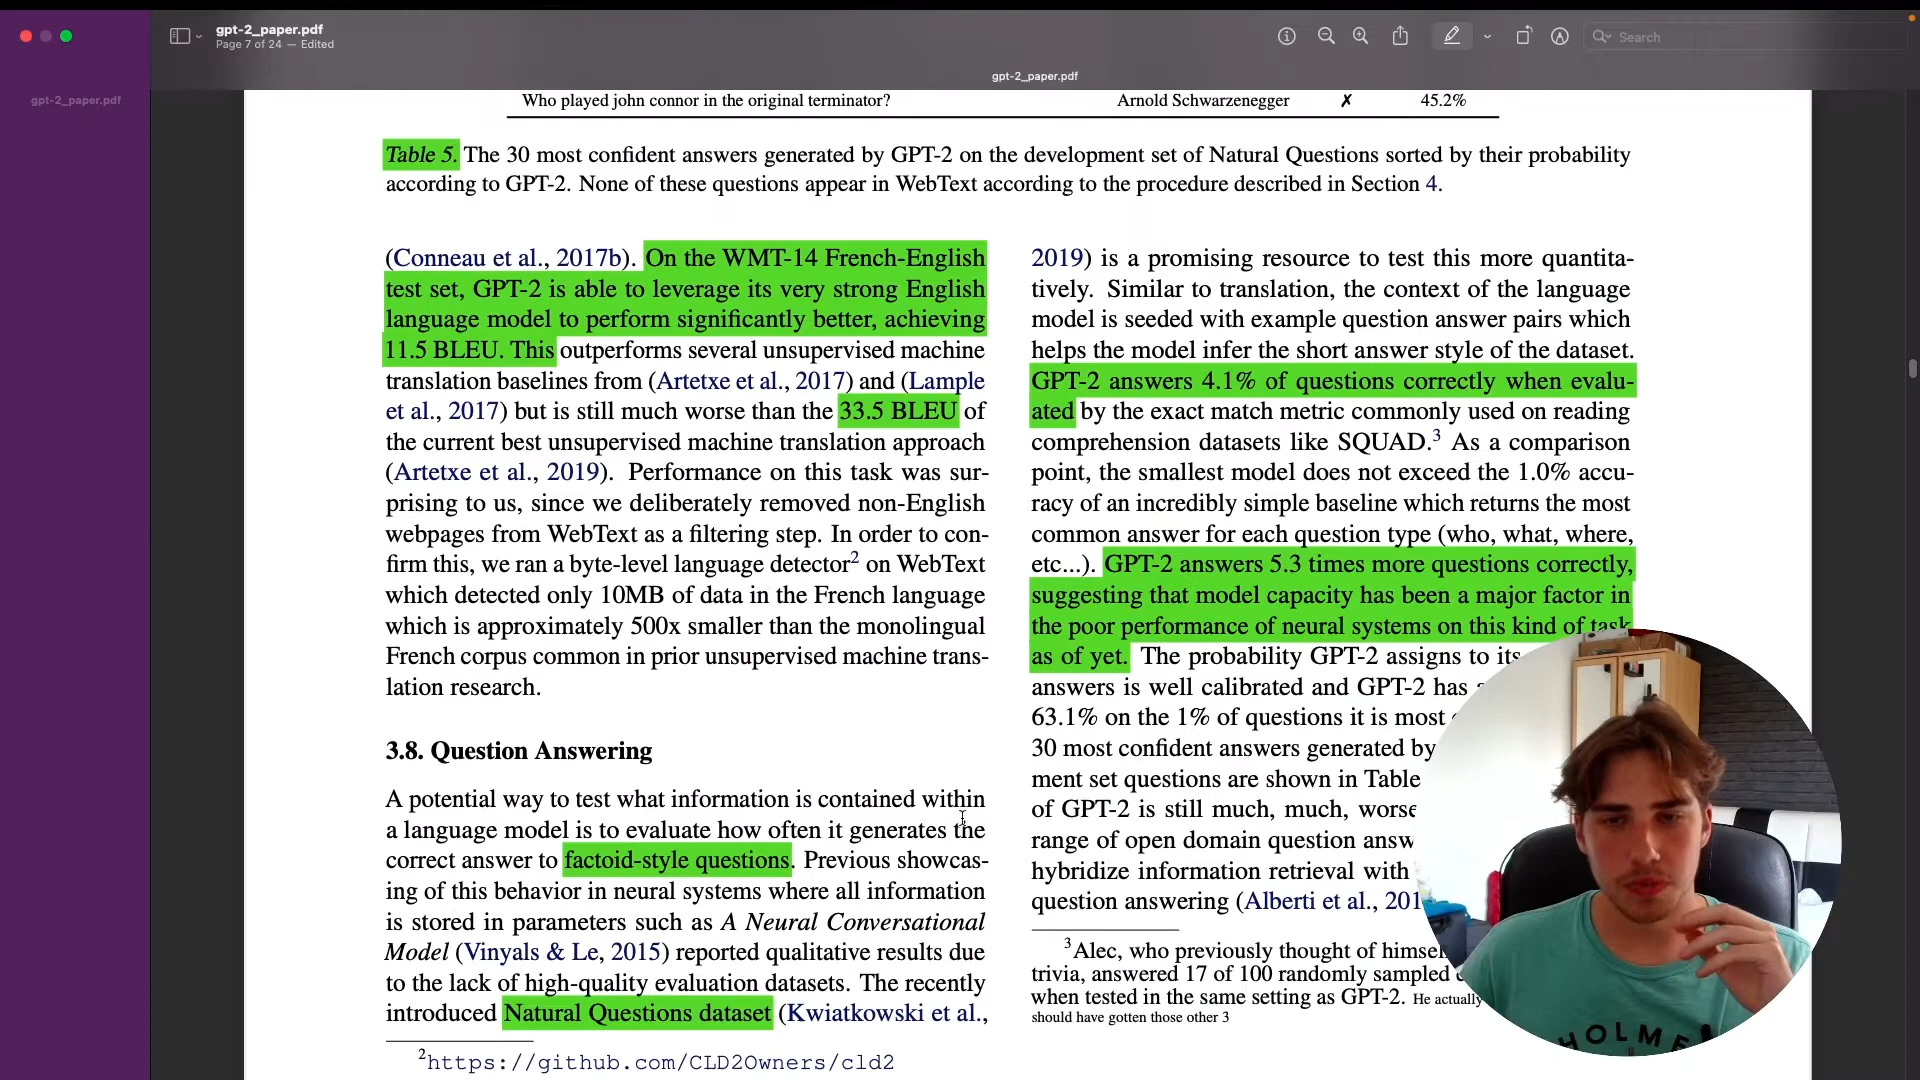 gpt-2_paper.pdf
Page 7 of 24 — Edited
Search
gpt-2_paper.pdf
gpt-2_paper.pdf
Who played john connor in the original terminator? Arnold Schwarzenegger ✗ 45.2%
Table 5. The 30 most confident answers generated by GPT-2 on the development set of Natural Questions sorted by their probability
according to GPT-2. None of these questions appear in WebText according to the procedure described in Section 4.
(Conneau et al., 2017b). On the WMT-14 French-English
test set, GPT-2 is able to leverage its very strong English
language model to perform significantly better, achieving
11.5 BLEU. This outperforms several unsupervised machine
translation baselines from (Artetxe et al., 2017) and (Lample
et al., 2017) but is still much worse than the 33.5 BLEU of
the current best unsupervised machine translation approach
(Artetxe et al., 2019). Performance on this task was sur-
prising to us, since we deliberately removed non-English
webpages from WebText as a filtering step. In order to con-
firm this, we ran a byte-level language detector2 on WebText
which detected only 10MB of data in the French language
which is approximately 500x smaller than the monolingual
French corpus common in prior unsupervised machine trans-
lation research.
3.8. Question Answering
A potential way to test what information is contained within
a language model is to evaluate how often it generates the
correct answer to factoid-style questions. Previous showcas-
ing of this behavior in neural systems where all information
is stored in parameters such as A Neural Conversational
Model (Vinyals & Le, 2015) reported qualitative results due
to the lack of high-quality evaluation datasets. The recently
introduced Natural Questions dataset (Kwiatkowski et al.,
2https://github.com/CLD2Owners/cld2
2019) is a promising resource to test this more quantita-
tively. Similar to translation, the context of the language
model is seeded with example question answer pairs which
helps the model infer the short answer style of the dataset.
GPT-2 answers 4.1% of questions correctly when evalu-
ated by the exact match metric commonly used on reading
comprehension datasets like SQUAD.3 As a comparison
point, the smallest model does not exceed the 1.0% accu-
racy of an incredibly simple baseline which returns the most
common answer for each question type (who, what, where,
etc...). GPT-2 answers 5.3 times more questions correctly,
suggesting that model capacity has been a major factor in
the poor performance of neural systems on this kind of task
as of yet. The probability GPT-2 assigns to its
answers is well calibrated and GPT-2 has
63.1% on the 1% of questions it is most
30 most confident answers generated by
ment set questions are shown in Table
of GPT-2 is still much, much, worse
range of open domain question answ
hybridize information retrieval with
question answering (Alberti et al., 201
3Alec, who previously thought of himsel
trivia, answered 17 of 100 randomly sampled
when tested in the same setting as GPT-2. He actually
should have gotten those other 3
HOLME